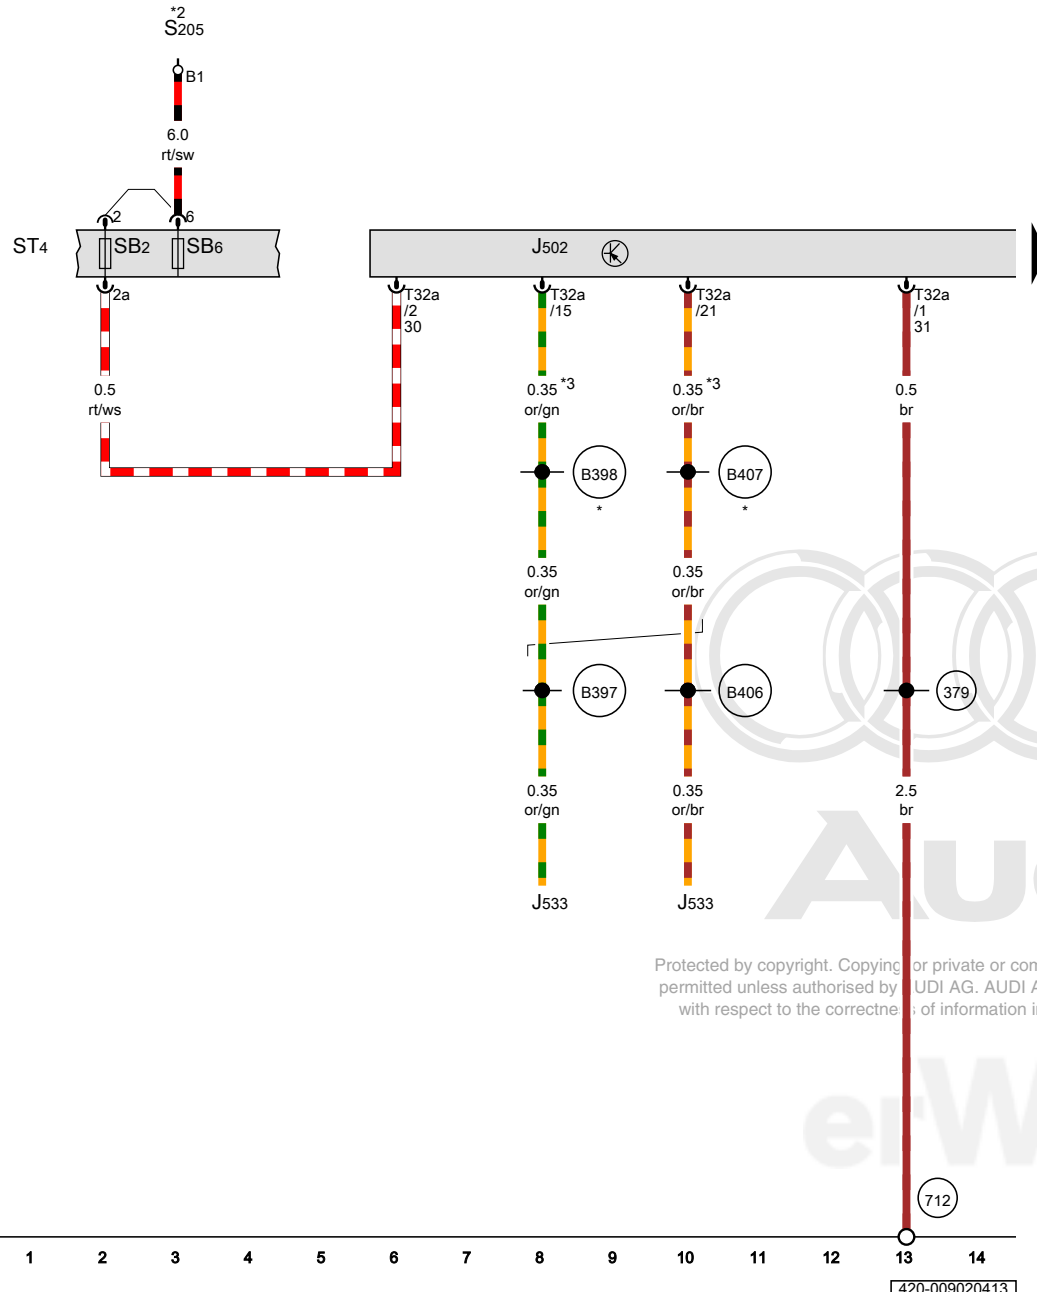 *2
S205
B1
6.0
rt/sw
2
6
ST4
SB2
SB6
J502
2a
T32a
/2
30
T32a
/15
T32a
/21
T32a
/1
31
0.5
rt/ws
0.35 *3
or/gn
0.35 *3
or/br
0.5
br
B398
*
B407
*
0.35
or/gn
0.35
or/br
B397
B406
379
0.35
or/gn
0.35
or/br
2.5
br
J533
J533
Au
Protected by copyright. Copying or private or com
permitted unless authorised by UDI AG. AUDI A
with respect to the correctne s of information i
erW
712
1 2 3 4 5 6 7 8 9 10 11 12 13 14
420-009020413